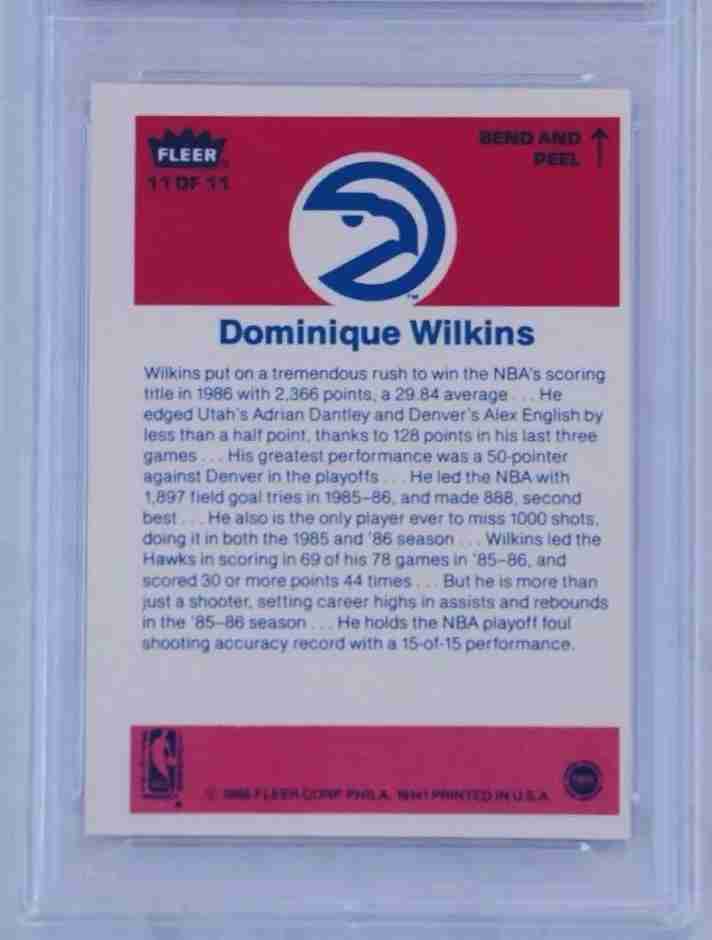 FLEER
11 OF 11
BEND AND
PEEL
TM
Dominique Wilkins
Wilkins put on a tremendous rush to win the NBA's scoring
title in 1986 with 2,366 points, a 29.84 average . . . He
edged Utah's Adrian Dantley and Denver's Alex English by
less than a half point, thanks to 128 points in his last three
games . . . His greatest performance was a 50-pointer
against Denver in the playoffs . . . He led the NBA with
1,897 field goal tries in 1985–86, and made 888, second
best . . . He also is the only player ever to miss 1000 shots,
doing it in both the 1985 and '86 season . . . Wilkins led the
Hawks in scoring in 69 of his 78 games in '85–86, and
scored 30 or more points 44 times . . . But he is more than
just a shooter, setting career highs in assists and rebounds
in the '85–86 season . . . He holds the NBA playoff foul
shooting accuracy record with a 15-of-15 performance.
© 1986 FLEER CORP PHILA. 19141 PRINTED IN U.S.A.